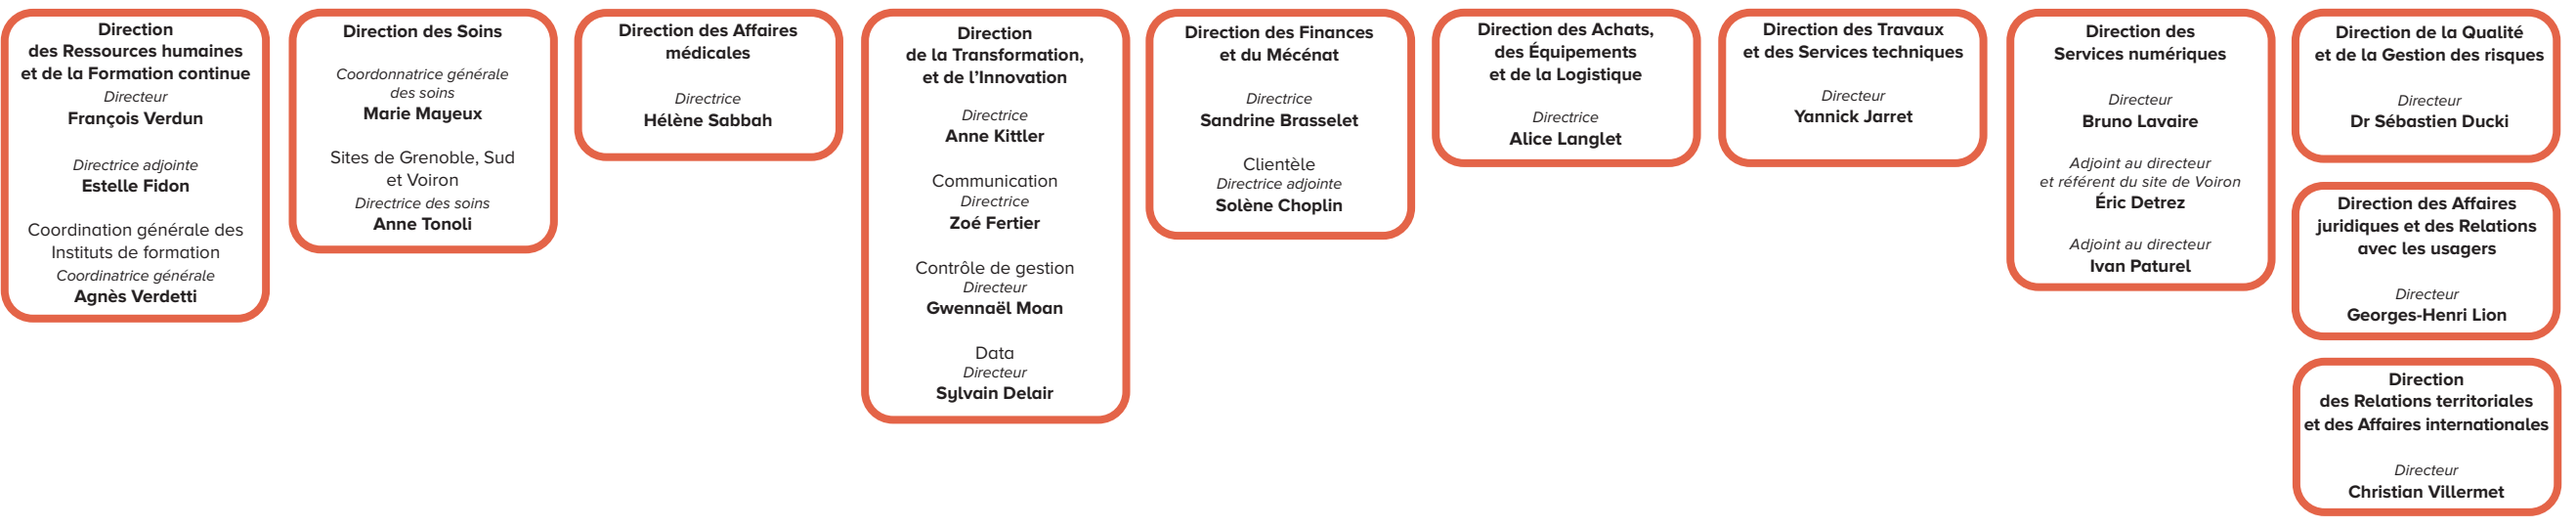 Direction
des Ressources humaines
et de la Formation continue
Directeur
François Verdun
Directrice adjointe
Estelle Fidon
Coordination générale des
Instituts de formation
Coordinatrice générale
Agnès Verdetti
Direction des Soins
Coordonnatrice générale
des soins
Marie Mayeux
Sites de Grenoble, Sud
et Voiron
Directrice des soins
Anne Tonoli
Direction des Affaires
médicales
Directrice
Hélène Sabbah
Direction
de la Transformation,
et de l'Innovation
Directrice
Anne Kittler
Communication
Directrice
Zoé Fertier
Contrôle de gestion
Directeur
Gwennaël Moan
Data
Directeur
Sylvain Delair
Direction des Finances
et du Mécénat
Directrice
Sandrine Brasselet
Clientèle
Directrice adjointe
Solène Choplin
Direction des Achats,
des Équipements
et de la Logistique
Directrice
Alice Langlet
Direction des Travaux
et des Services techniques
Directeur
Yannick Jarret
Direction des
Services numériques
Directeur
Bruno Lavaire
Adjoint au directeur
et référent du site de Voiron
Éric Detrez
Adjoint au directeur
Ivan Paturel
Direction de la Qualité
et de la Gestion des risques
Directeur
Dr Sébastien Ducki
Direction des Affaires
juridiques et des Relations
avec les usagers
Directeur
Georges-Henri Lion
Direction
des Relations territoriales
et des Affaires internationales
Directeur
Christian Villermet